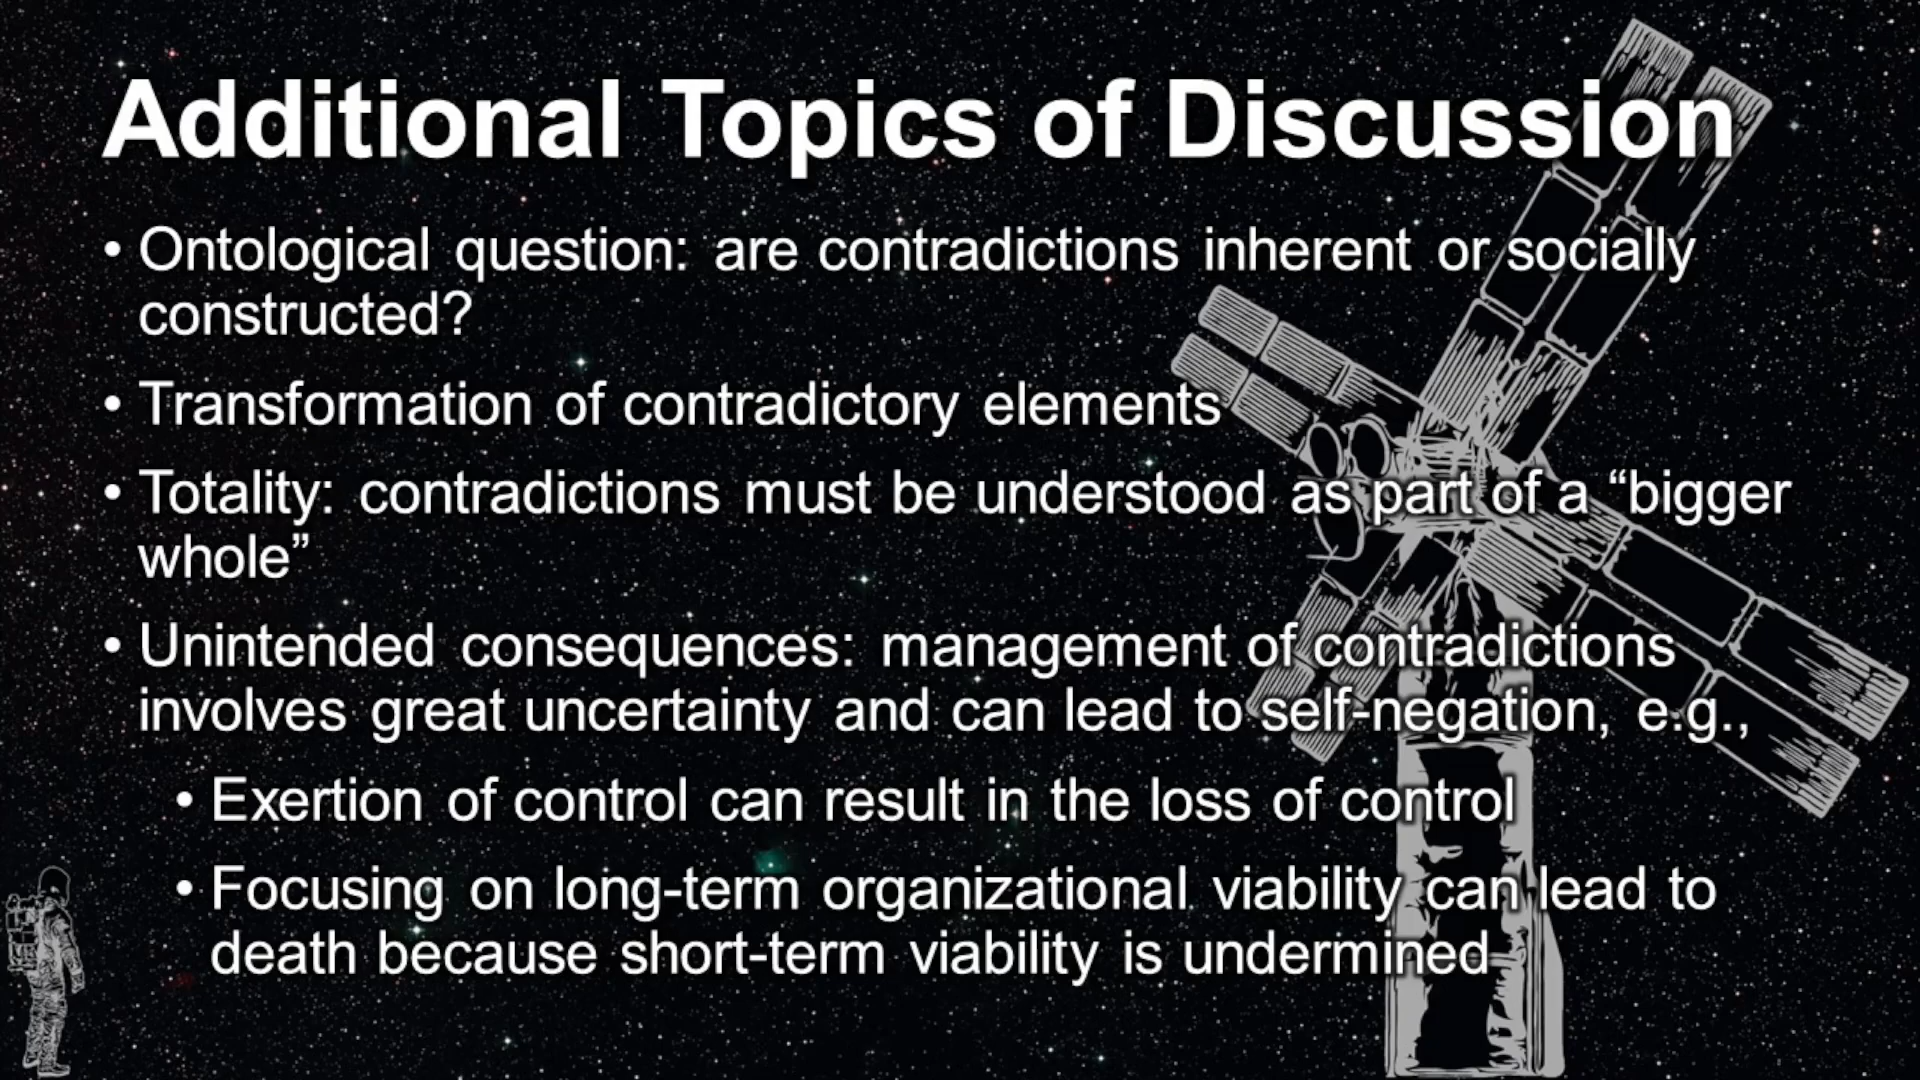 Additional Topics of Discussion
• Ontological question: are contradictions inherent or socially
constructed?
• Transformation of contradictory elements
• Totality: contradictions must be understood as part of a “bigger
whole”
• Unintended consequences: management of contradictions
involves great uncertainty and can lead to self-negation, e.g.,
• Exertion of control can result in the loss of control
• Focusing on long-term organizational viability can lead to
death because short-term viability is undermined